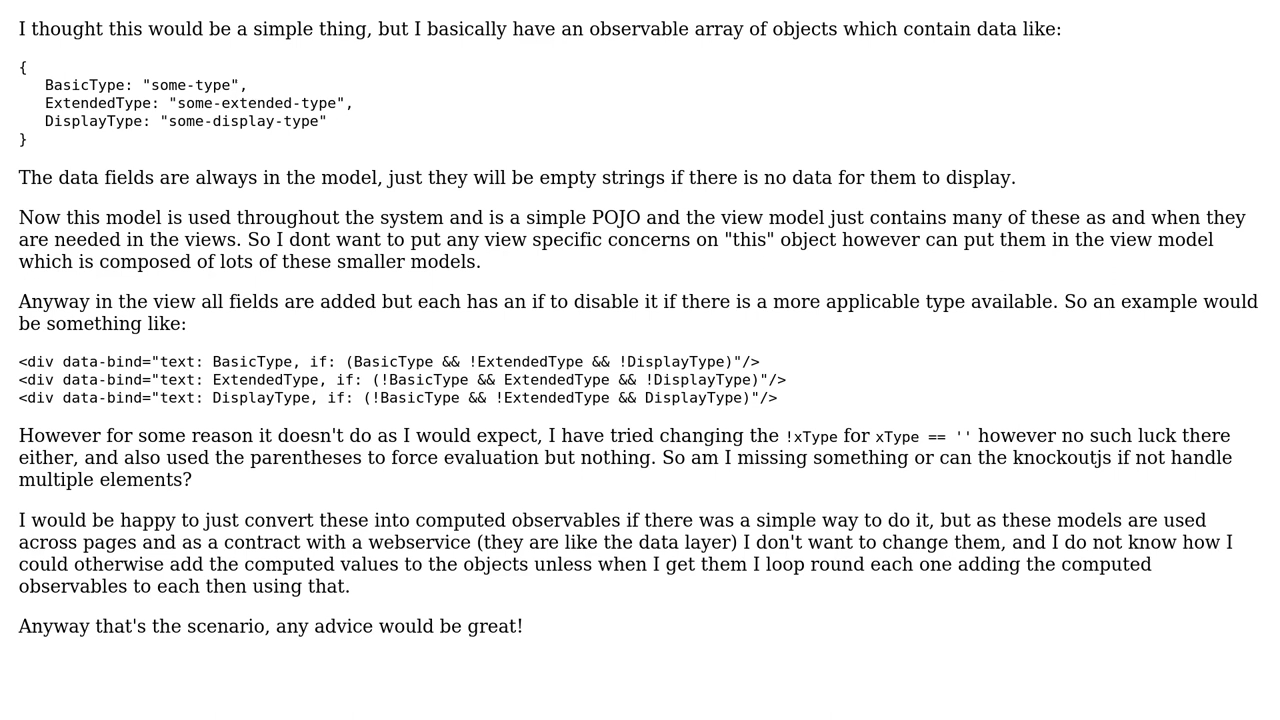 I thought this would be a simple thing, but I basically have an observable array of objects which contain data like:
{
   BasicType: "some-type",
   ExtendedType: "some-extended-type",
   DisplayType: "some-display-type"
}
The data fields are always in the model, just they will be empty strings if there is no data for them to display.
Now this model is used throughout the system and is a simple POJO and the view model just contains many of these as and when they
are needed in the views. So I dont want to put any view specific concerns on "this" object however can put them in the view model
which is composed of lots of these smaller models.
Anyway in the view all fields are added but each has an if to disable it if there is a more applicable type available. So an example would
be something like:
<div data-bind="text: BasicType, if: (BasicType && !ExtendedType && !DisplayType)"/>
<div data-bind="text: ExtendedType, if: (!BasicType && ExtendedType && !DisplayType)"/>
<div data-bind="text: DisplayType, if: (!BasicType && !ExtendedType && DisplayType)"/>
However for some reason it doesn't do as I would expect, I have tried changing the !xType for xType == '' however no such luck there
either, and also used the parentheses to force evaluation but nothing. So am I missing something or can the knockoutjs if not handle
multiple elements?
I would be happy to just convert these into computed observables if there was a simple way to do it, but as these models are used
across pages and as a contract with a webservice (they are like the data layer) I don't want to change them, and I do not know how I
could otherwise add the computed values to the objects unless when I get them I loop round each one adding the computed
observables to each then using that.
Anyway that's the scenario, any advice would be great!